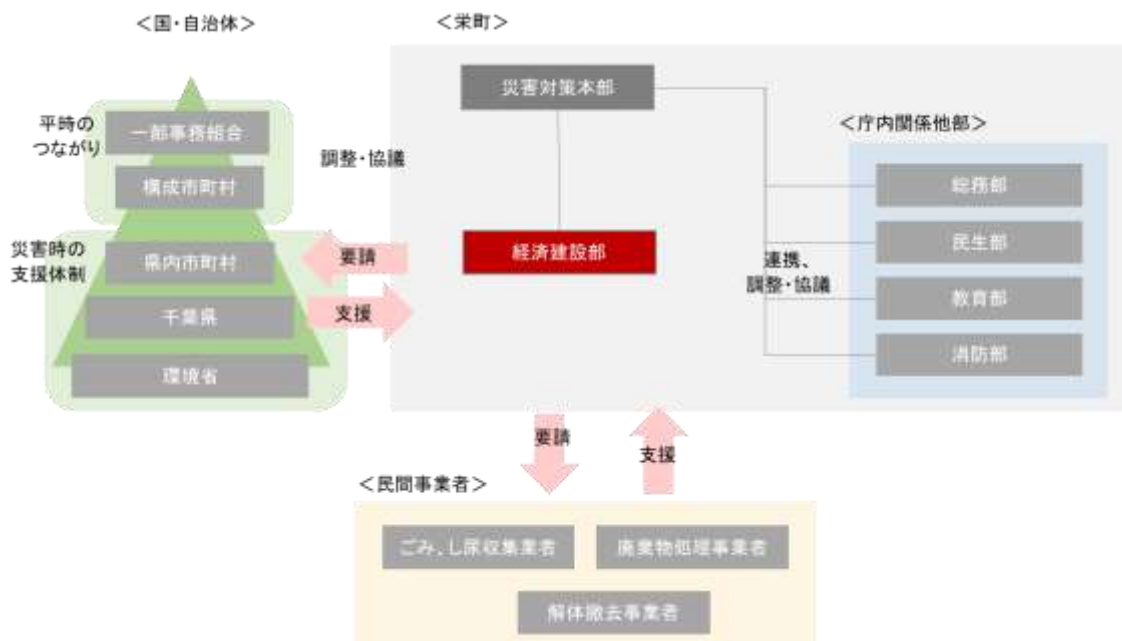 ＜国・自治体＞
＜栄町＞
災害対策本部
平時の
つながり
一部事務組合
＜庁内関係他部＞
調整・協議
構成市町村
総務部
災害時の
支援体制
県内市町村
要請
経済建設部
民生部
連携、
調整・協議
教育部
千葉県
支援
消防部
環境省
要請
支援
＜民間事業者＞
ごみ、し尿収集業者
廃棄物処理事業者
解体撤去事業者